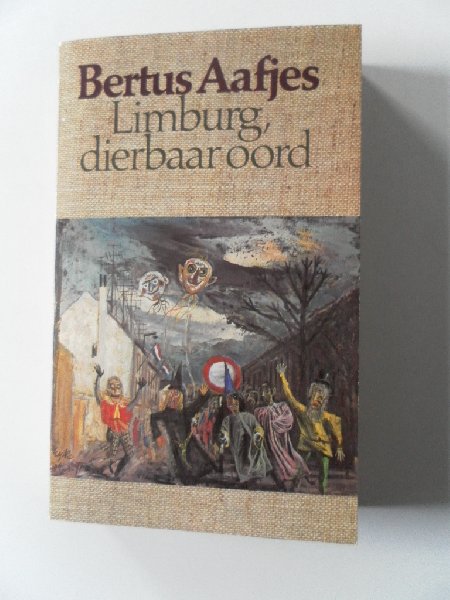 Bertus Aafjes
Limburg,
dierbaar oord